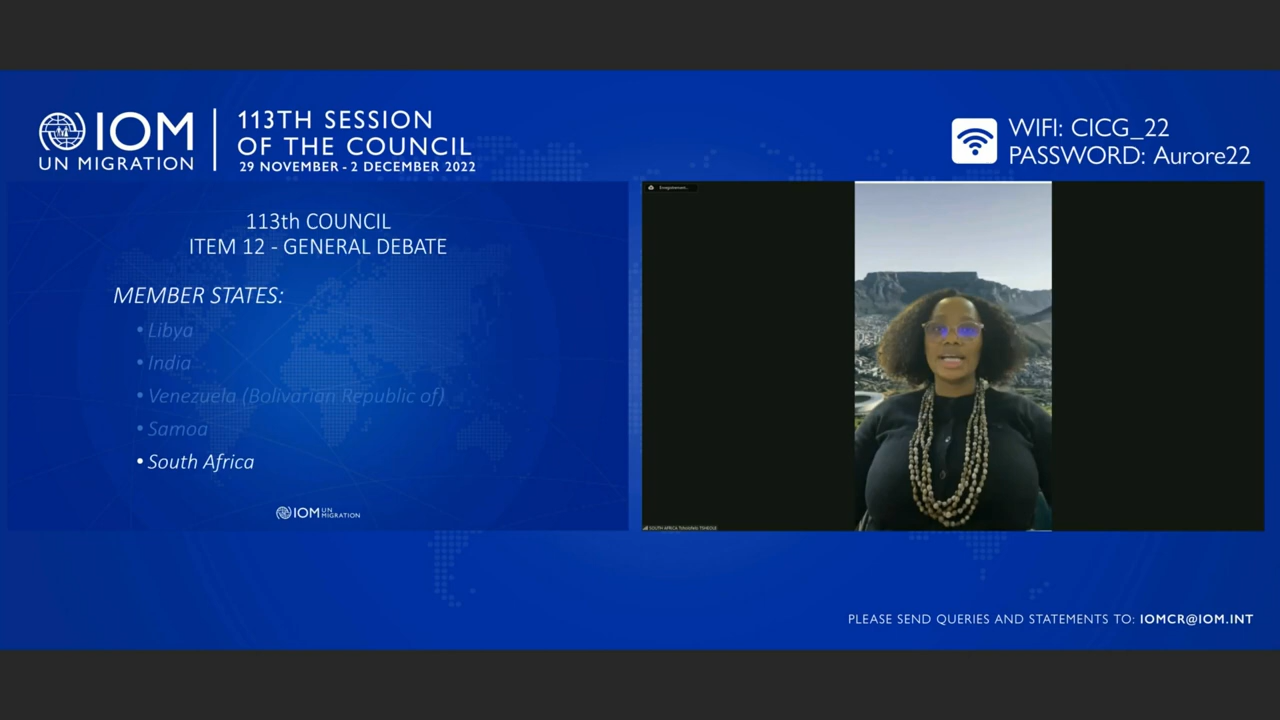 IOM
UN MIGRATION
113TH SESSION
OF THE COUNCIL
29 NOVEMBER - 2 DECEMBER 2022
WIFI: CICG_22
PASSWORD: Aurore22
113th COUNCIL
ITEM 12 - GENERAL DEBATE
MEMBER STATES:
• Libya
• India
• Venezuela (Bolivarian Republic of)
• Samoa
• South Africa
IOM UN
MIGRATION
PLEASE SEND QUERIES AND STATEMENTS TO: IOMCR@IOM.INT